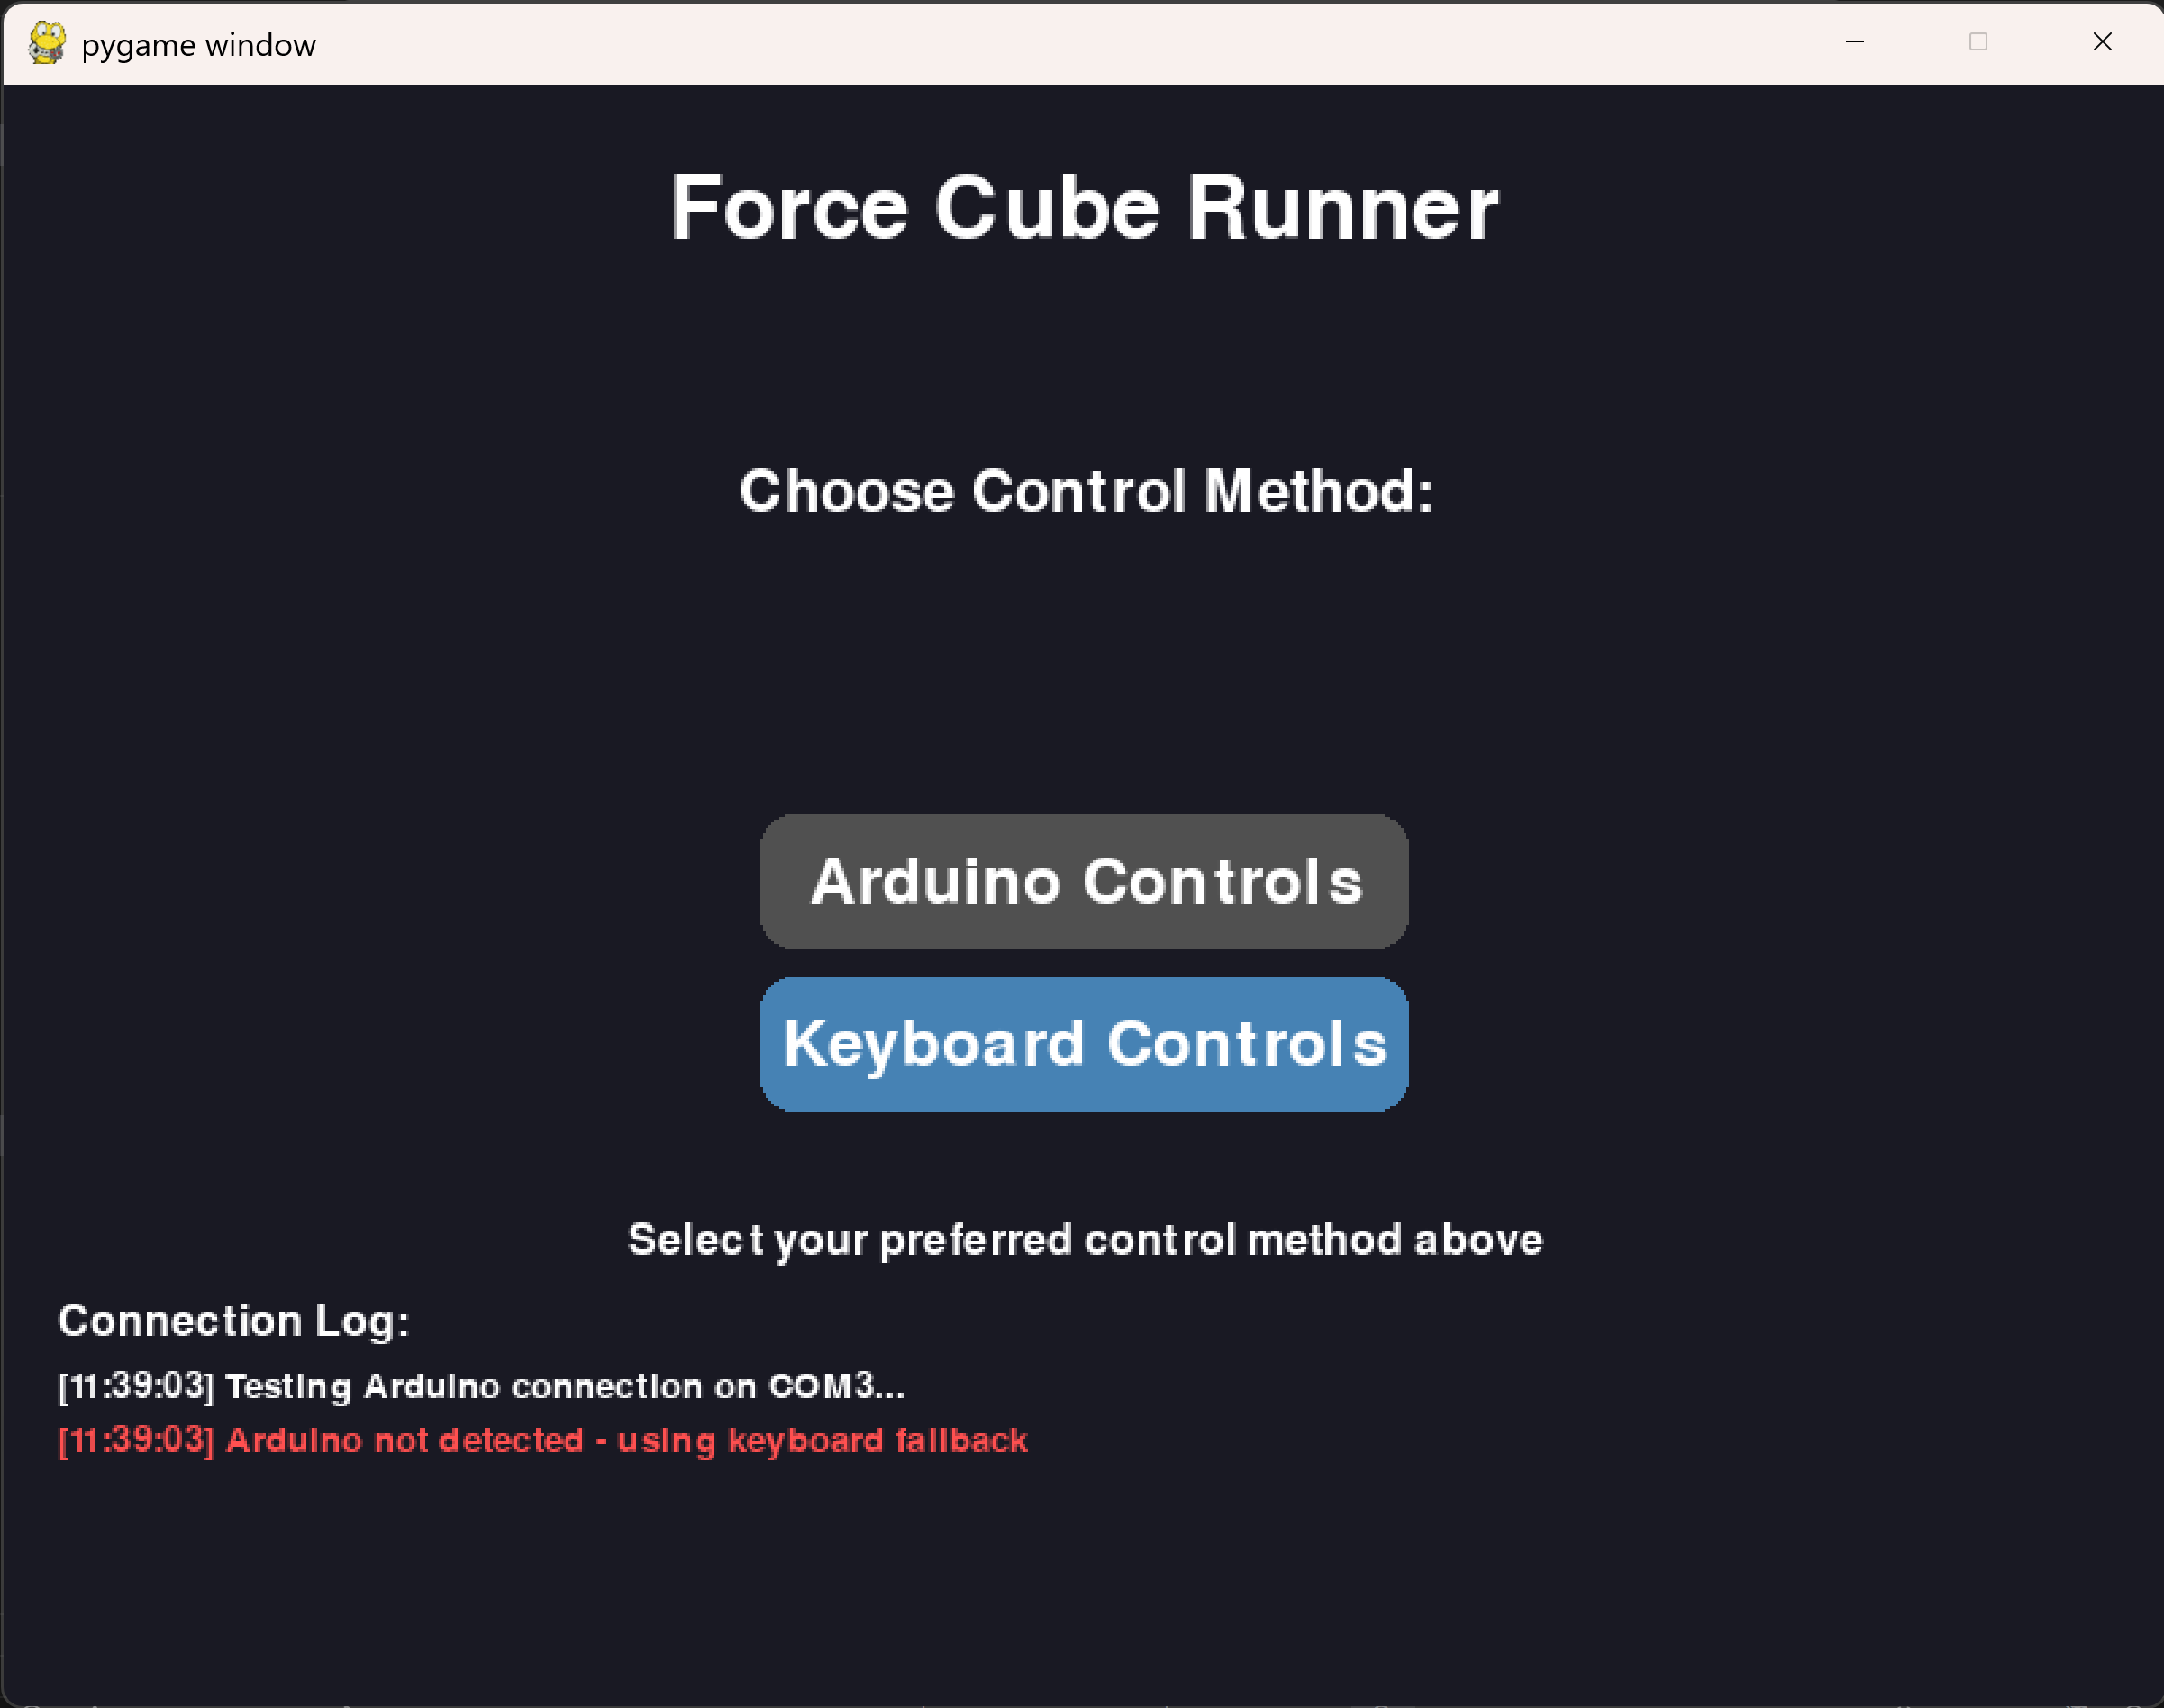 pygame window
Force Cube Runner
Choose Control Method:
Arduino Controls
Keyboard Controls
Select your preferred control method above
Connection Log:
[11:39:03] Testing Arduino connection on COM3...
[11:39:03] Arduino not detected - using keyboard fallback